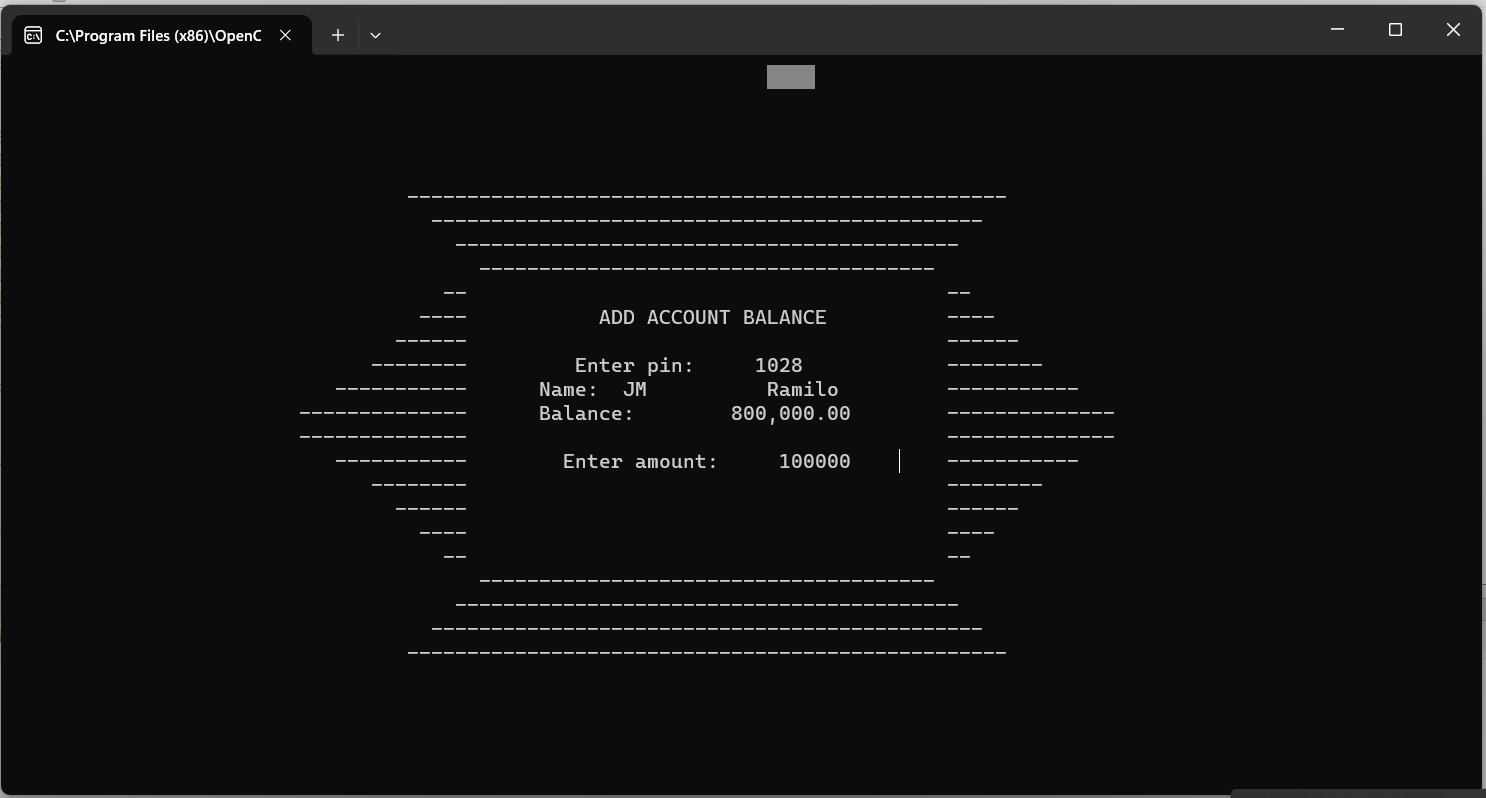 C:\Program Files (x86)\OpenC
ADD ACCOUNT BALANCE
Enter pin: 1028
Name: JM Ramilo
Balance: 800,000.00
Enter amount: 100000